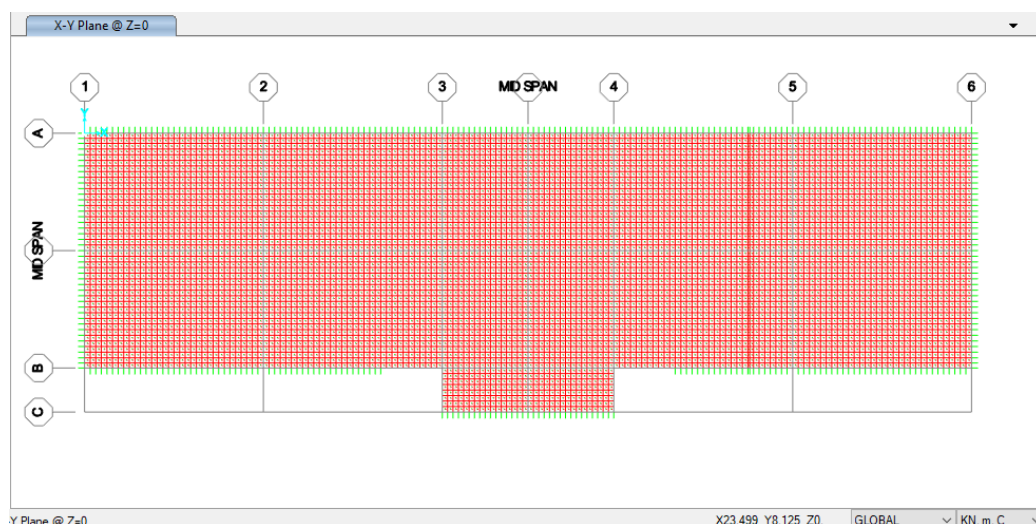 X-Y Plane @ Z=0
1 2 3 MID SPAN 4 5 6
Y
X
A
MID SPAN
B
C
-Y Plane @ Z=0 X23.499 Y8.125 Z0. GLOBAL KN, m, C